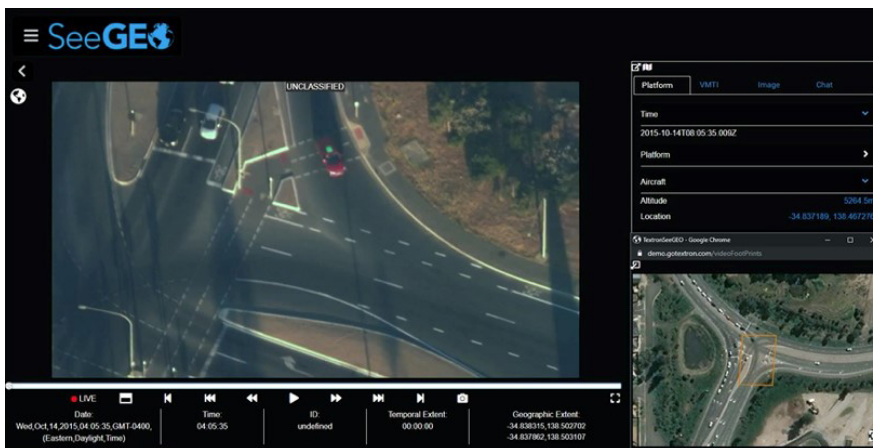 SeeGEO
UNCLASSIFIED
Platform VMTI Image Chat
Time
2015-10-14T08:05:35.009Z
Platform
Aircraft
Altitude 5264.5m
Location -34.837189, 138.467276
TextronSeeGEO - Google Chrome
demo.gotextron.com/videoFootPrints
LIVE
Date: Time: ID: Temporal Extent: Geographic Extent:
Wed,Oct,14,2015,04:05:35,GMT-0400, 04:05:35 undefined 00:00:00 -34.838315,138.502702
(Eastern,Daylight,Time) -34.837862,138.503107